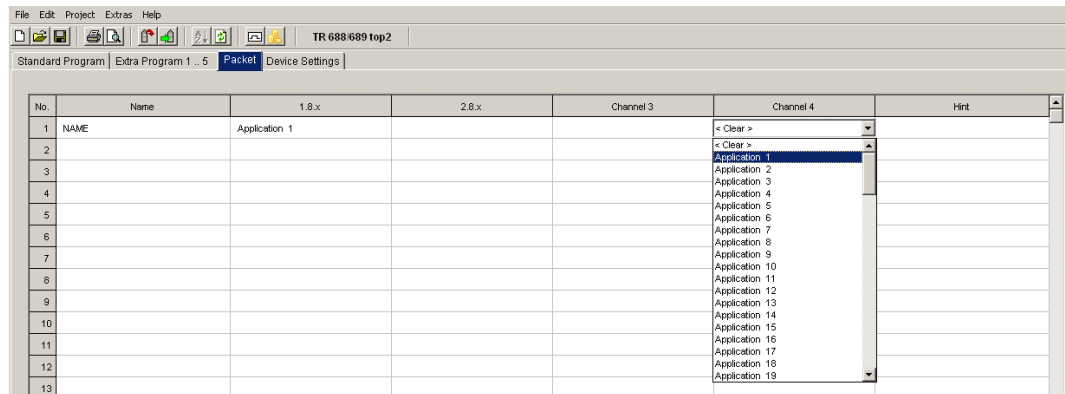 File Edit Project Extras Help
TR 688/689 top2
Standard Program Extra Program 1 .. 5 Packet Device Settings
No. Name 1.8.x 2.8.x Channel 3 Channel 4 Hint
1 NAME Application 1 < Clear >
2 < Clear >
Application 1
3 Application 2
Application 3
4 Application 4
5 Application 5
Application 6
6 Application 7
Application 8
7 Application 9
Application 10
8 Application 11
Application 12
9 Application 13
10 Application 14
Application 15
11 Application 16
Application 17
12 Application 18
Application 19
13